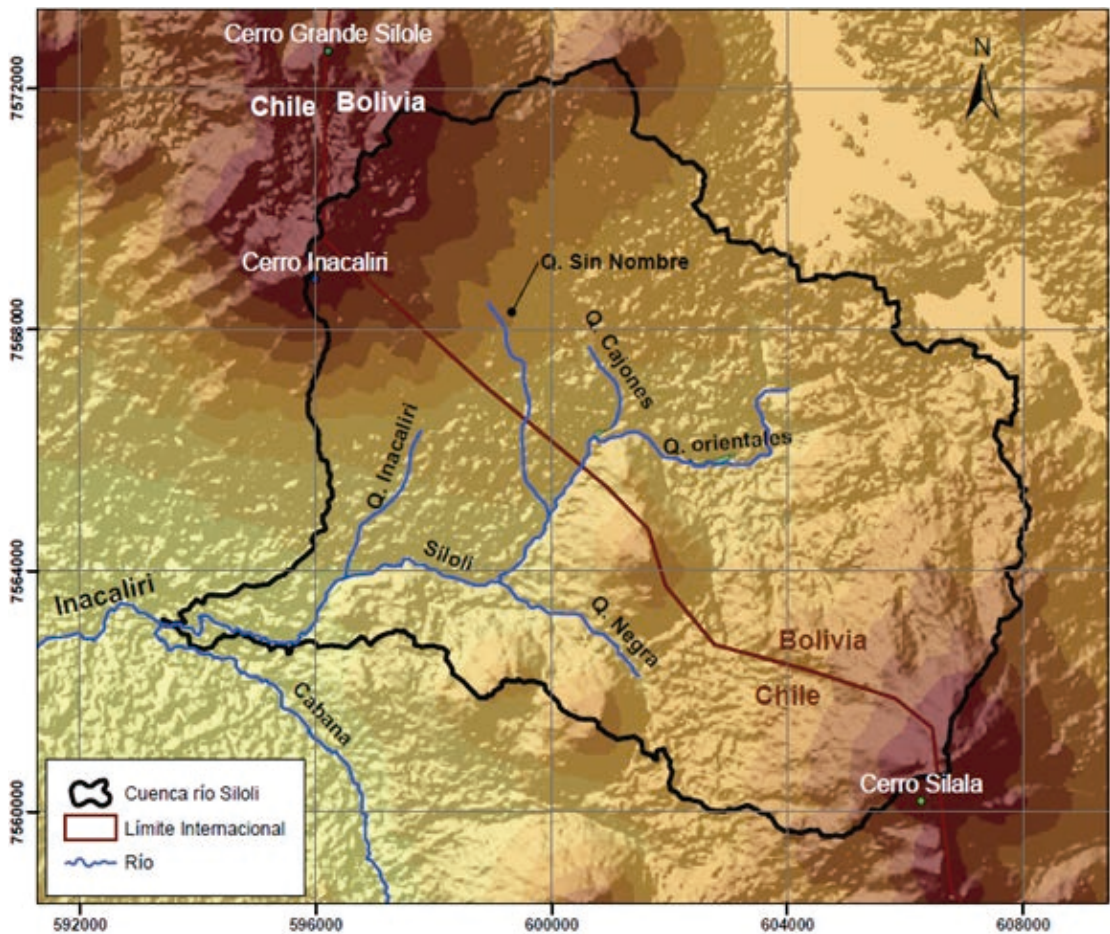 Cerro Grande Silole
N
Chile Bolivia
7572000
Cerro Inacaliri
Q. Sin Nombre
7568000
Q. Cajones
Q. Inacaliri
Q. orientales
Siloli
7564000
Inacaliri
Q. Negra
Bolivia
Chile
Cabana
Cerro Silala
7560000
Cuenca río Siloli
Límite Internacional
Río
592000 596000 600000 604000 608000